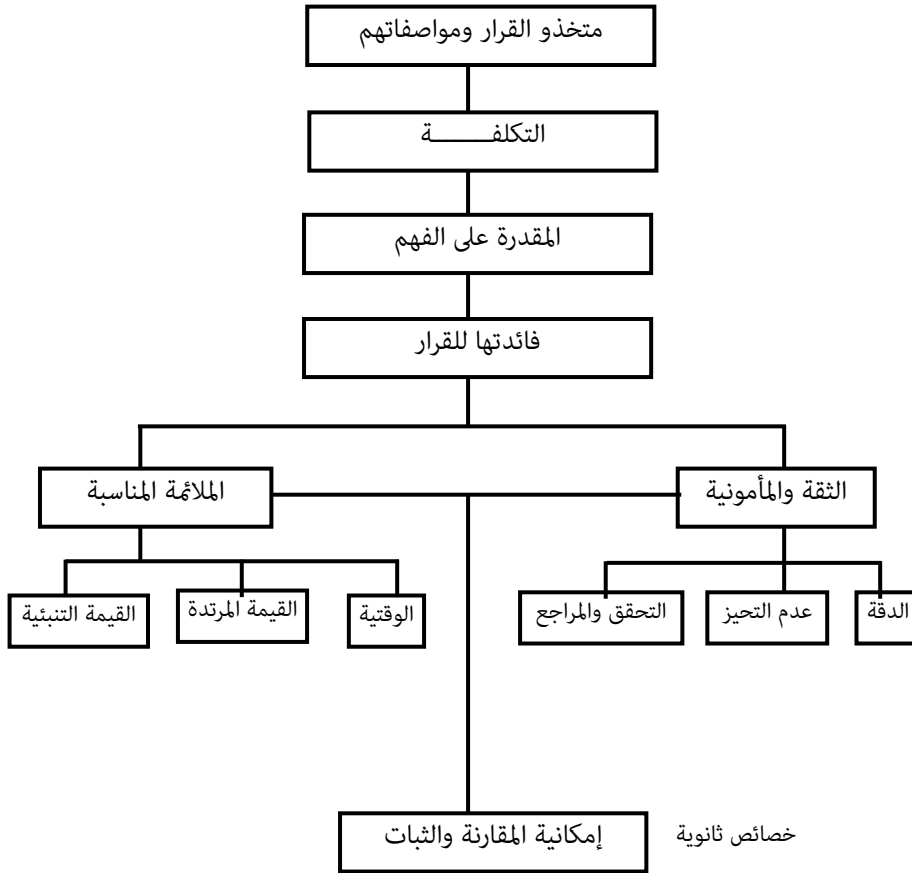 متخذو القرار ومواصفاتهم
التكلفـــــــــة
المقدرة على الفهم
فائدتها للقرار
الثقة والمأمونية
الملائمة المناسبة
الدقة
عدم التحيز
التحقق والمراجع
الوقتية
القيمة المرتدة
القيمة التنبئية
خصائص ثانوية
إمكانية المقارنة والثبات